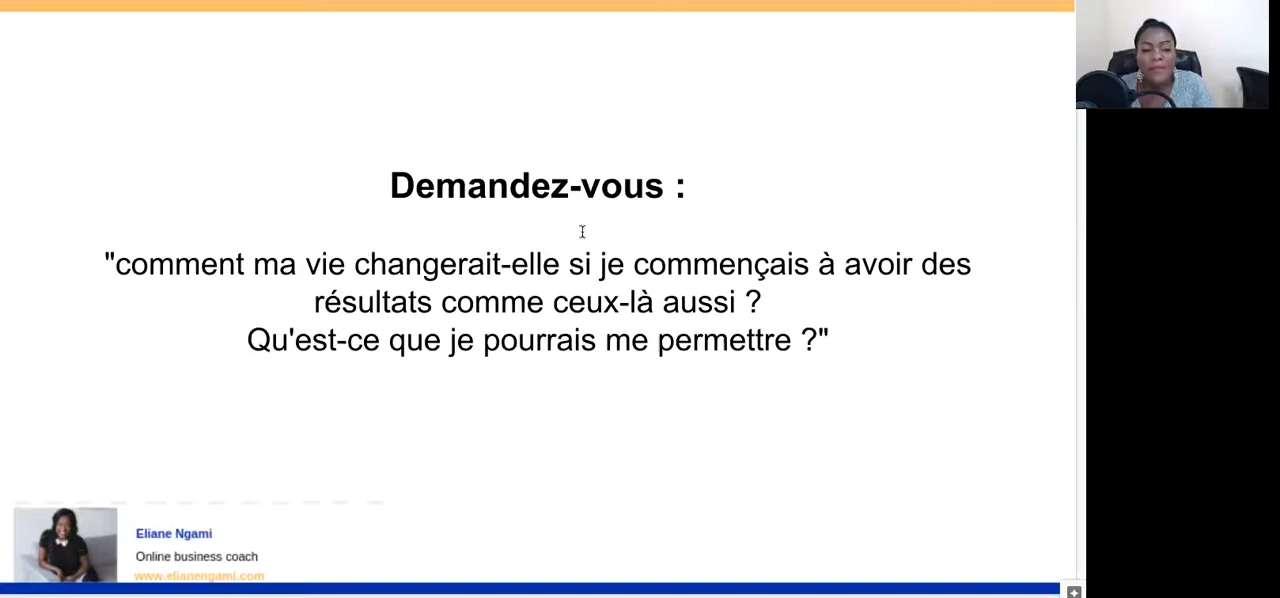 Demandez-vous :
"comment ma vie changerait-elle si je commençais à avoir des
résultats comme ceux-là aussi ?
Qu'est-ce que je pourrais me permettre ?"
Eliane Ngami
Online business coach
www.elianengami.com